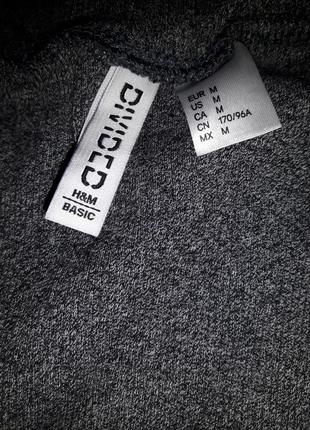 DIVIDED
H&M
BASIC
EUR M
US M
CA M
CN 170/96A
MX M